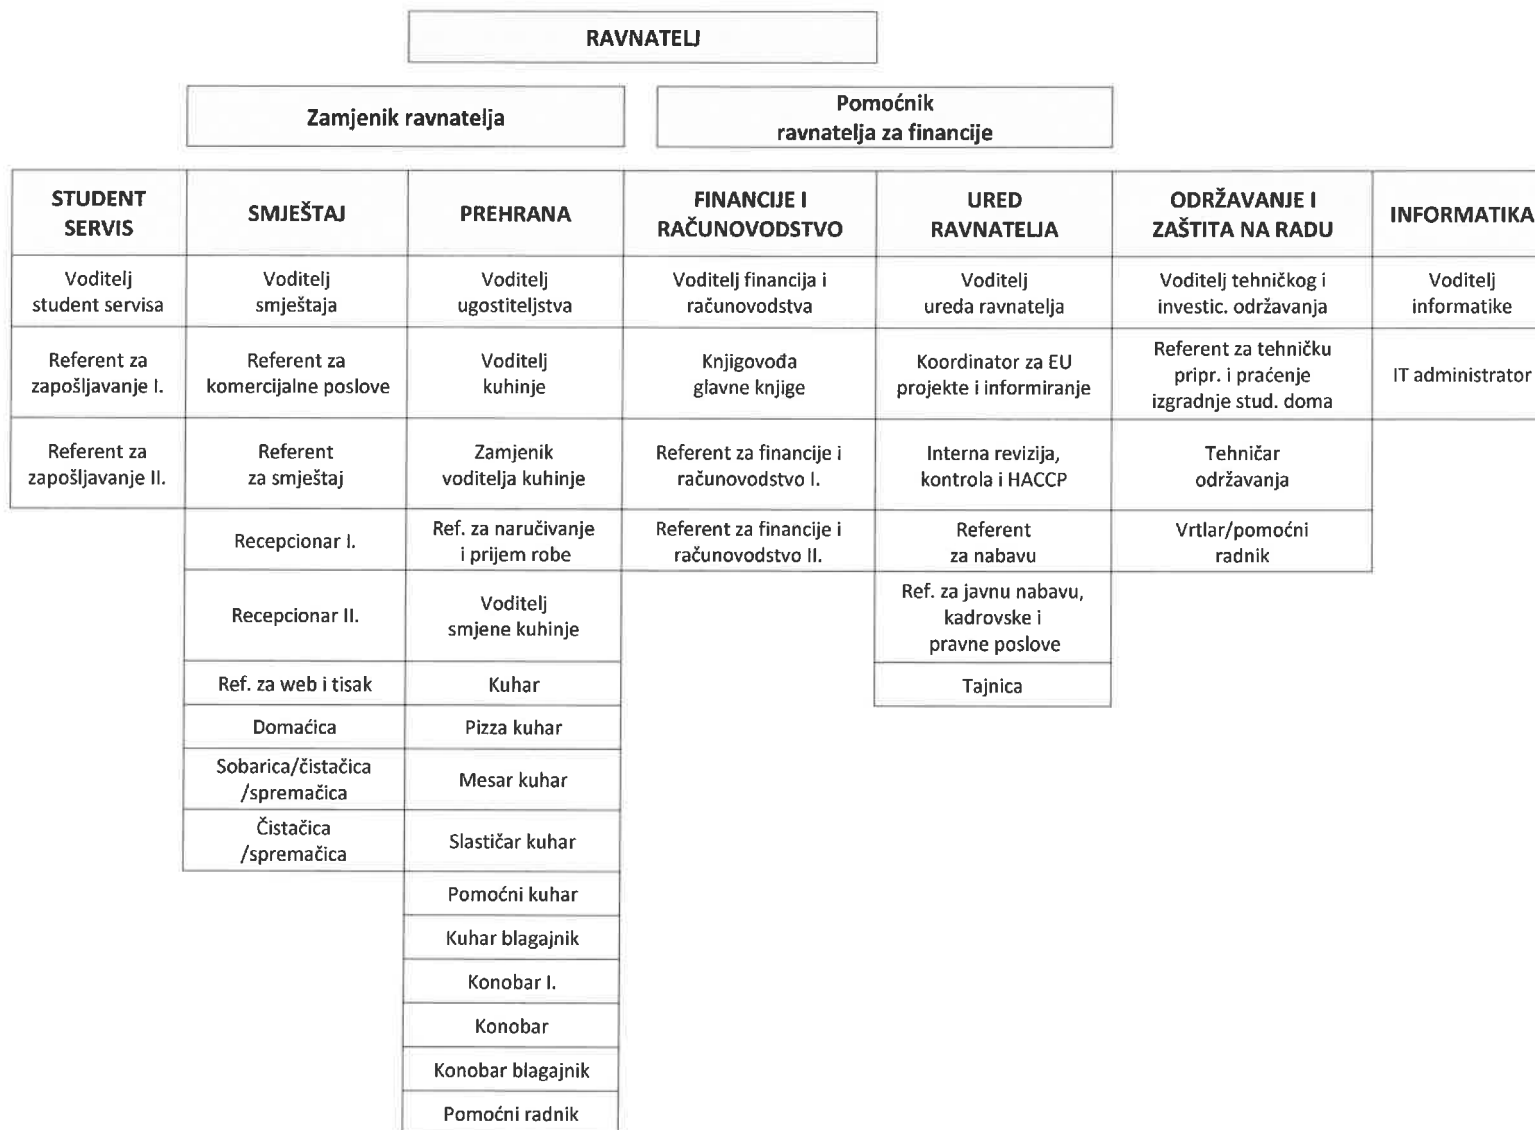 RAVNATELJ
Zamjenik ravnatelja
Pomoćnik
ravnatelja za financije
STUDENT
SERVIS
SMJEŠTAJ
PREHRANA
FINANCIJE I
RAČUNOVODSTVO
URED
RAVNATELJA
ODRŽAVANJE I
ZAŠTITA NA RADU
INFORMATIKA
Voditelj
student servisa
Voditelj
smještaja
Voditelj
ugostiteljstva
Voditelj financija i
računovodstva
Voditelj
ureda ravnatelja
Voditelj tehničkog i
investic. održavanja
Voditelj
informatike
Referent za
zapošljavanje I.
Referent za
komercijalne poslove
Voditelj
kuhinje
Knjigovođa
glavne knjige
Koordinator za EU
projekte i informiranje
Referent za tehničku
pripr. i praćenje
izgradnje stud. doma
IT administrator
Referent za
zapošljavanje II.
Referent
za smještaj
Zamjenik
voditelja kuhinje
Referent za financije i
računovodstvo I.
Interna revizija,
kontrola i HACCP
Tehničar
održavanja
Recepcionar I.
Ref. za naručivanje
i prijem robe
Referent za financije i
računovodstvo II.
Referent
za nabavu
Vrtlar/pomoćni
radnik
Recepcionar II.
Voditelj
smjene kuhinje
Ref. za javnu nabavu,
kadrovske i
pravne poslove
Ref. za web i tisak
Kuhar
Tajnica
Domaćica
Pizza kuhar
Sobarica/čistačica
/spremačica
Mesar kuhar
Čistačica
/spremačica
Slastičar kuhar
Pomoćni kuhar
Kuhar blagajnik
Konobar I.
Konobar
Konobar blagajnik
Pomoćni radnik